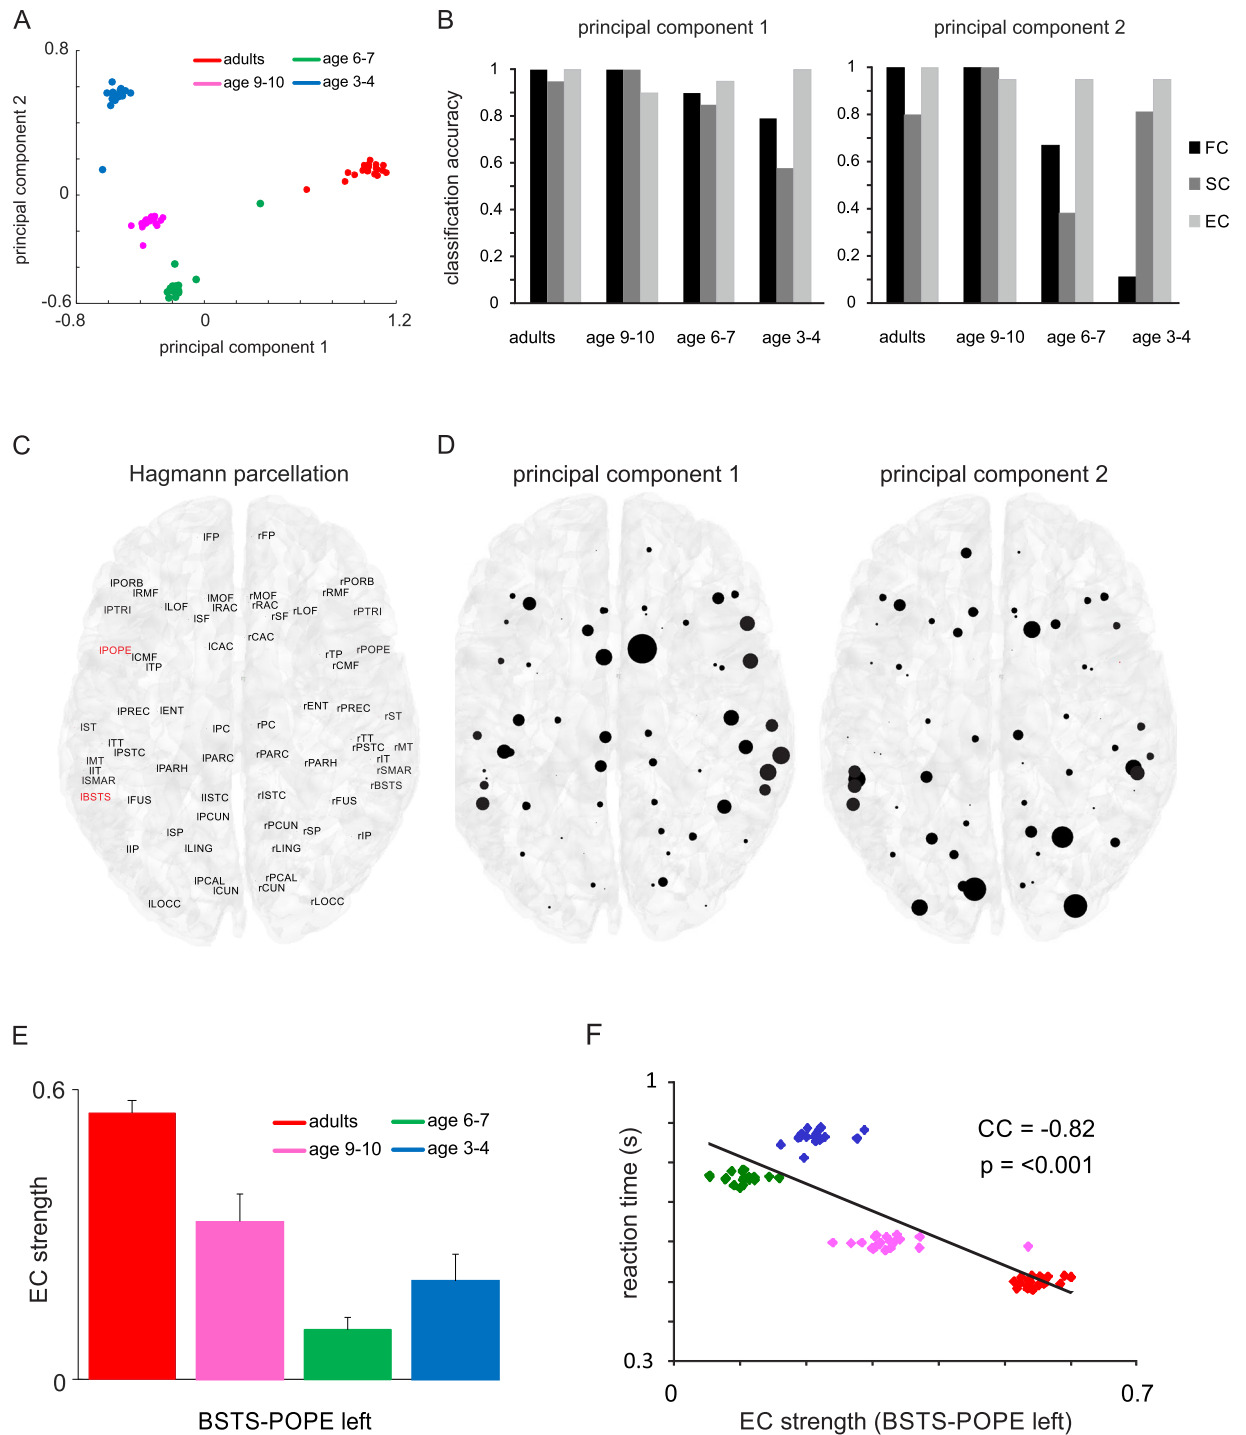 A
0.8
adults
age 6-7
age 9-10
age 3-4
principal component 2
0
-0.6
-0.8
0
1.2
principal component 1
B
principal component 1
principal component 2
classification accuracy
1
0.8
0.6
0.4
0.2
0
adults
age 9-10
age 6-7
age 3-4
1
0.8
0.6
0.4
0.2
0
adults
age 9-10
age 6-7
age 3-4
FC
SC
EC
C
Hagmann parcellation
lFP
rFP
lPORB
lRMF
rPORB
rRMF
lPTRI
lLOF
lMOF
lRAC
lSF
rMOF
rRAC
rSF
rLOF
rPTRI
lPOPE
lCMF
lTP
lCAC
rCAC
rTP
rPOPE
rCMF
lPREC
lENT
rENT
rPREC
lST
lPC
rPC
rST
lTT
lPSTC
rTT
rPSTC
rMT
lMT
lIT
lSMAR
lPARH
lPARC
rPARC
rPARH
rIT
rSMAR
lBSTS
lFUS
lISTC
rISTC
rFUS
rBSTS
lPCUN
lSP
rPCUN
rSP
rIP
lIP
lLING
rLING
lPCAL
lCUN
rPCAL
rCUN
lLOCC
rLOCC
D
principal component 1
principal component 2
E
0.6
adults
age 6-7
age 9-10
age 3-4
EC strength
0
BSTS-POPE left
F
1
CC = -0.82
p = <0.001
reaction time (s)
0.3
0
0.7
EC strength (BSTS-POPE left)